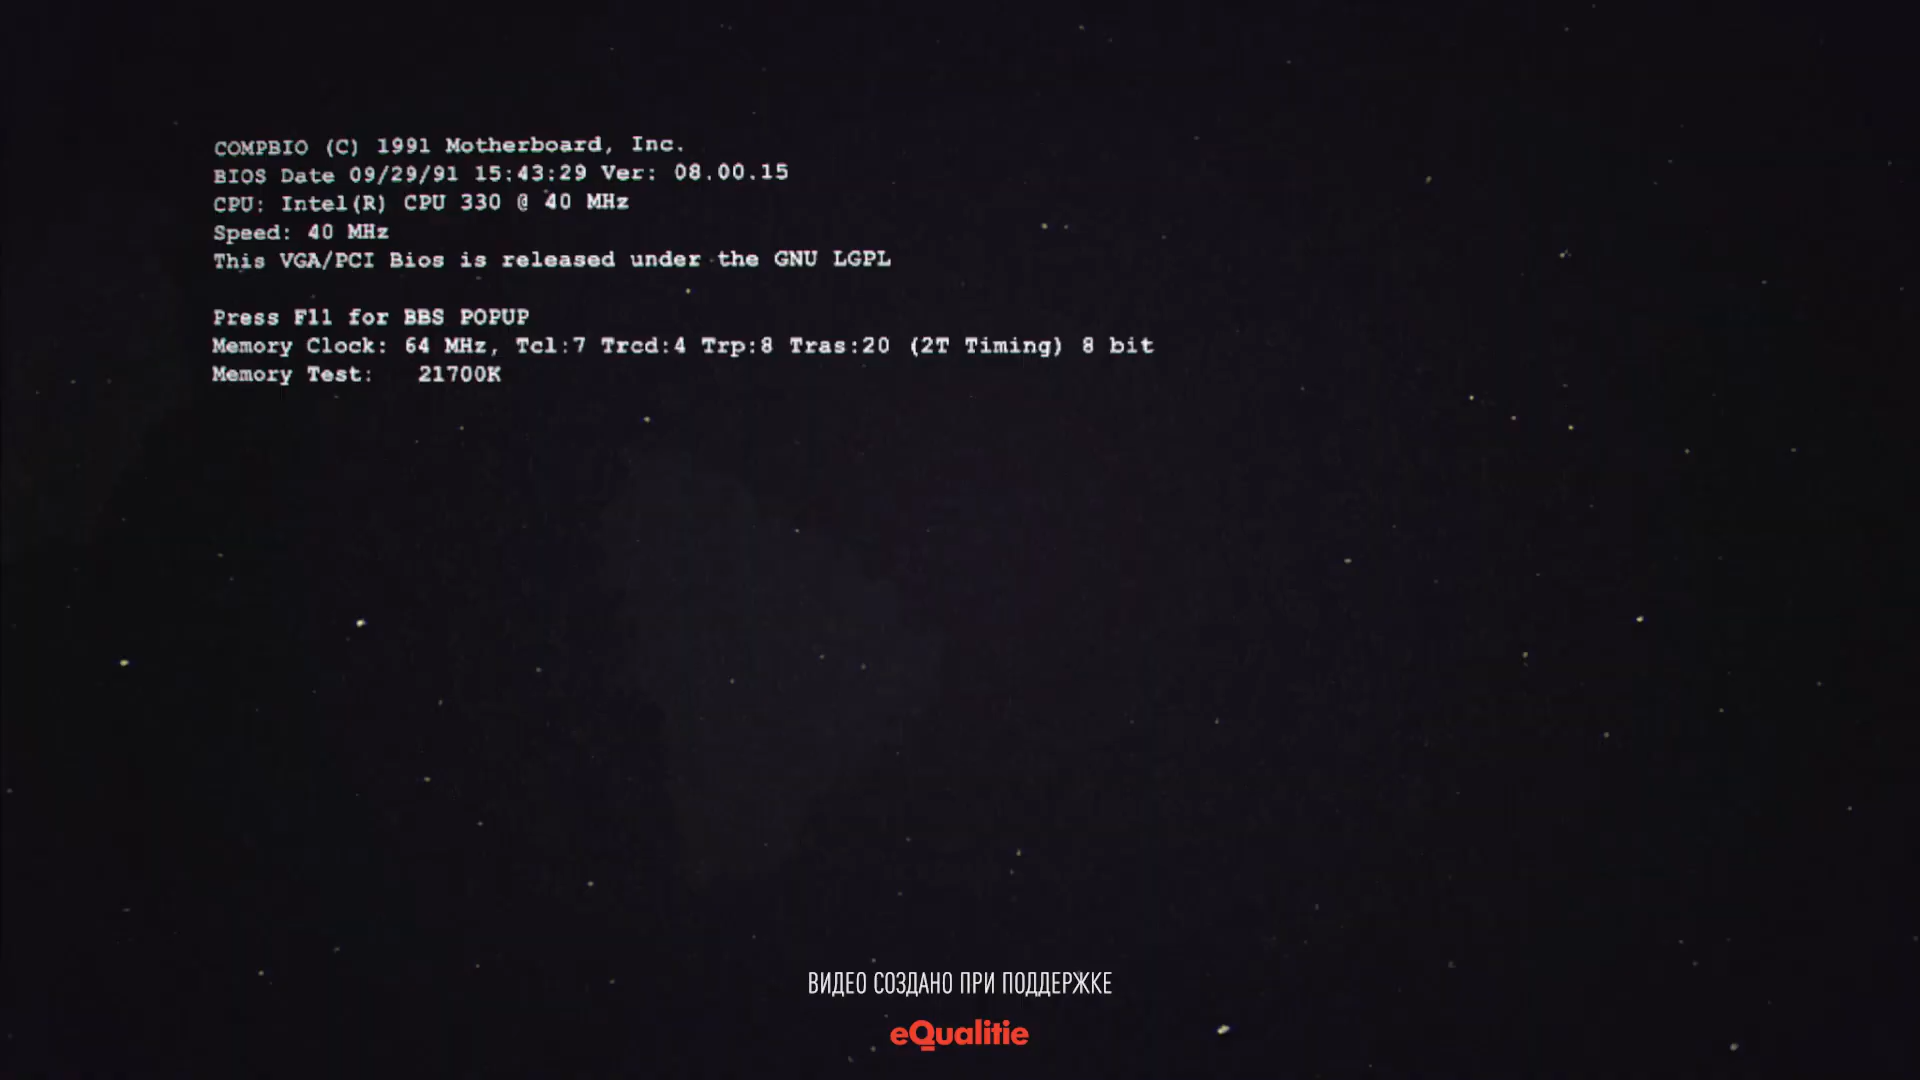 COMPBIO (C) 1991 Motherboard, Inc.
BIOS Date 09/29/91 15:43:29 Ver: 08.00.15
CPU: Intel(R) CPU 330 @ 40 MHz
Speed: 40 MHz
This VGA/PCI Bios is released under the GNU LGPL
Press F11 for BBS POPUP
Memory Clock: 64 MHz, Tcl:7 Trcd:4 Trp:8 Tras:20 (2T Timing) 8 bit
Memory Test: 21700K
ВИДЕО СОЗДАНО ПРИ ПОДДЕРЖКЕ
eQualitie